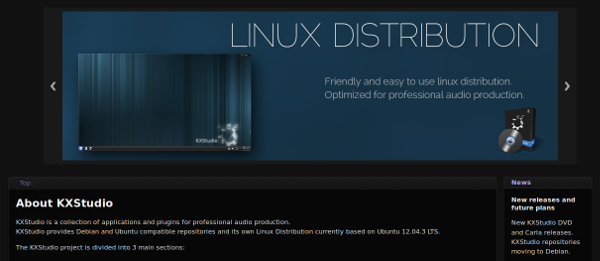 LINUX DISTRIBUTION
Friendly and easy to use linux distribution.
Optimized for professional audio production.
KXStudio
Top
About KXStudio
KXStudio is a collection of applications and plugins for professional audio production.
KXStudio provides Debian and Ubuntu compatible repositories and its own Linux Distribution currently based on Ubuntu 12.04.3 LTS.
The KXStudio project is divided into 3 main sections:
News
New releases and
future plans
New KXStudio DVD
and Carla releases.
KXStudio repositories
moving to Debian.